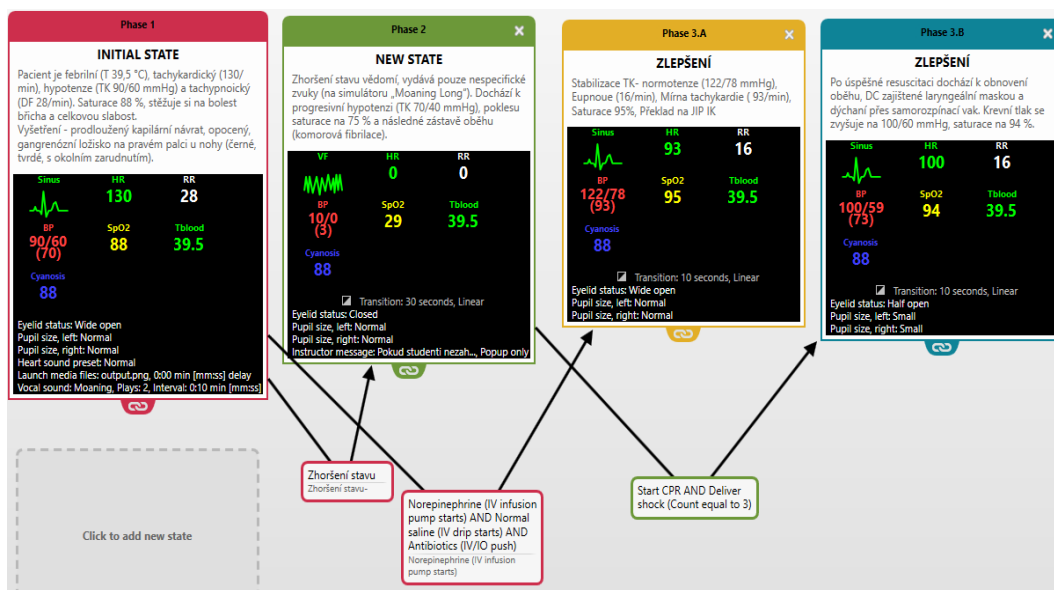 Phase 1
INITIAL STATE
Pacient je febrilní (T 39,5 °C), tachykardický (130/
min), hypotenze (TK 90/60 mmHg) a tachypnoický
(DF 28/min). Saturace 88 %, stěžuje si na bolest
břicha a celkovou slabost.
Vyšetření - prodloužený kapilární návrat, opocený,
gangrenózní ložisko na pravém palci u nohy (černé,
tvrdé, s okolním zarudnutím).
Sinus HR RR
130 28
BP SpO2 Tblood
90/60 88 39.5
(70)
Cyanosis
88
Eyelid status: Wide open
Pupil size, left: Normal
Pupil size, right: Normal
Heart sound preset: Normal
Launch media files: output.png, 0:00 min [mm:ss] delay
Vocal sound: Moaning, Plays: 2, Interval: 0:10 min [mm:ss]
Phase 2
NEW STATE
Zhoršení stavu vědomí, vydává pouze nespecifické
zvuky (na simulátoru „Moaning Long"). Dochází k
progresivní hypotenzi (TK 70/40 mmHg), poklesu
saturace na 75 % a následné zástavě oběhu
(komorová fibrilace).
VF HR RR
0 0
BP SpO2 Tblood
10/0 29 39.5
(3)
Cyanosis
88
Transition: 30 seconds, Linear
Eyelid status: Closed
Pupil size, left: Normal
Pupil size, right: Normal
Instructor message: Pokud studenti nezah..., Popup only
Phase 3.A
ZLEPŠENÍ
Stabilizace TK- normotenze (122/78 mmHg),
Eupnoue (16/min), Mírna tachykardie ( 93/min),
Saturace 95%, Překlad na JIP IK
Sinus HR RR
93 16
BP SpO2 Tblood
122/78 95 39.5
(93)
Cyanosis
88
Transition: 10 seconds, Linear
Eyelid status: Wide open
Pupil size, left: Normal
Pupil size, right: Normal
Phase 3.B
ZLEPŠENÍ
Po úspěšné resuscitaci dochází k obnovení
oběhu, DC zajištěné laryngeální maskou a
dýchaní přes samorozpínací vak. Krevní tlak se
zvyšuje na 100/60 mmHg, saturace na 94 %.
Sinus HR RR
100 16
BP SpO2 Tblood
100/59 94 39.5
(73)
Cyanosis
88
Transition: 10 seconds, Linear
Eyelid status: Half open
Pupil size, left: Small
Pupil size, right: Small
Click to add new state
Zhoršení stavu
Zhoršení stavu-
Norepinephrine (IV infusion
pump starts) AND Normal
saline (IV drip starts) AND
Antibiotics (IV/IO push)
Norepinephrine (IV infusion
pump starts)
Start CPR AND Deliver
shock (Count equal to 3)